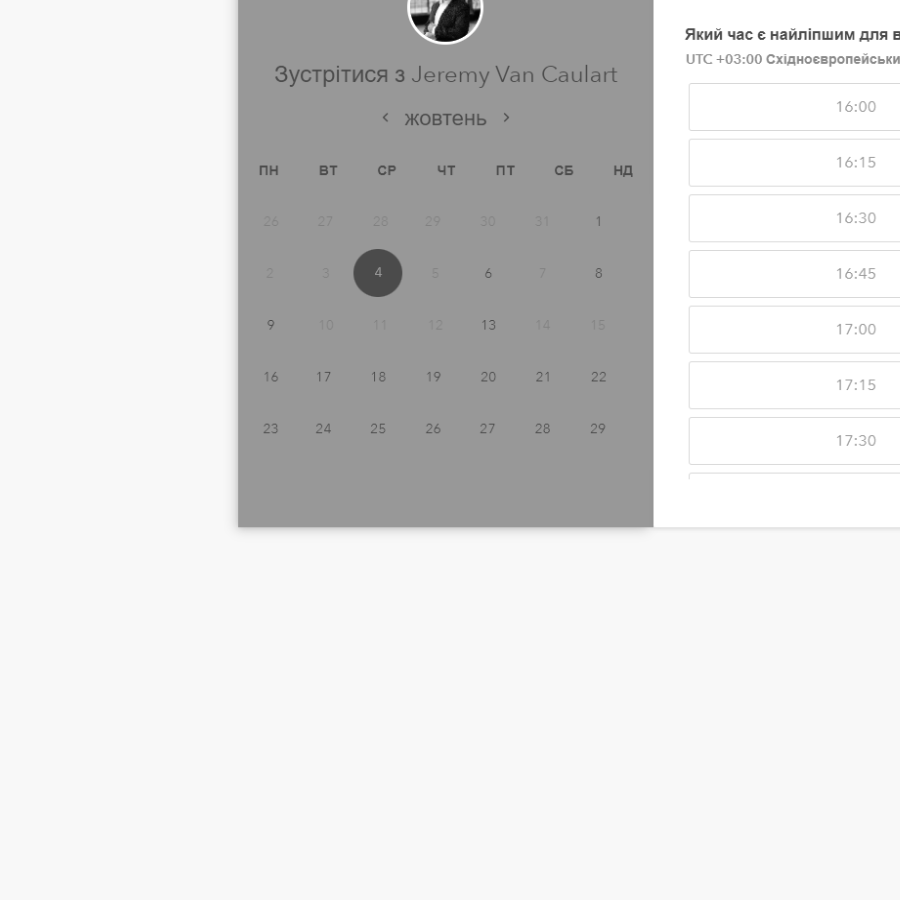 Зустрітися з Jeremy Van Caulart
жовтень
ПН ВТ СР ЧТ ПТ СБ НД
26 27 28 29 30 31 1
2 3 4 5 6 7 8
9 10 11 12 13 14 15
16 17 18 19 20 21 22
23 24 25 26 27 28 29
Який час є найліпшим для в
UTC +03:00 Східноєвропейськи
16:00
16:15
16:30
16:45
17:00
17:15
17:30